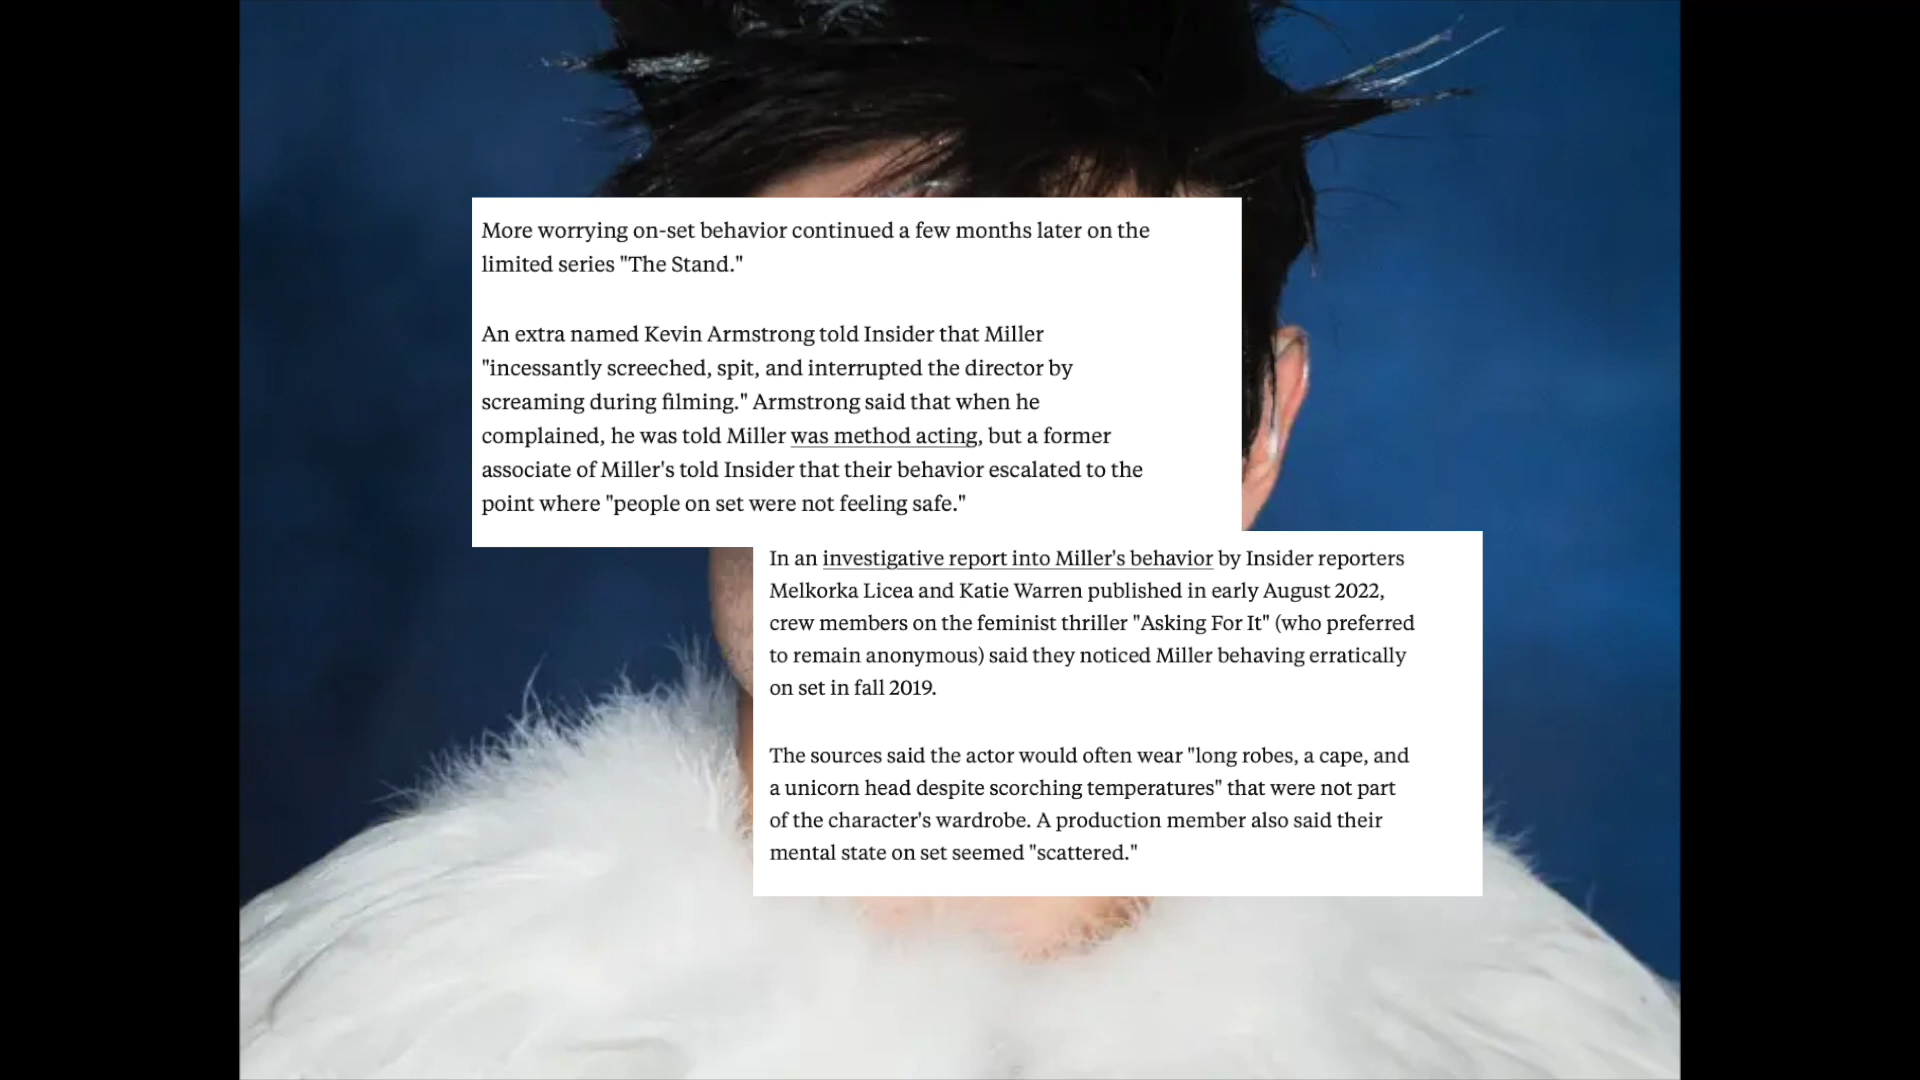 More worrying on-set behavior continued a few months later on the
limited series "The Stand."
An extra named Kevin Armstrong told Insider that Miller
"incessantly screeched, spit, and interrupted the director by
screaming during filming." Armstrong said that when he
complained, he was told Miller was method acting, but a former
associate of Miller's told Insider that their behavior escalated to the
point where "people on set were not feeling safe."
In an investigative report into Miller's behavior by Insider reporters
Melkorka Licea and Katie Warren published in early August 2022,
crew members on the feminist thriller "Asking For It" (who preferred
to remain anonymous) said they noticed Miller behaving erratically
on set in fall 2019.
The sources said the actor would often wear "long robes, a cape, and
a unicorn head despite scorching temperatures" that were not part
of the character's wardrobe. A production member also said their
mental state on set seemed "scattered."